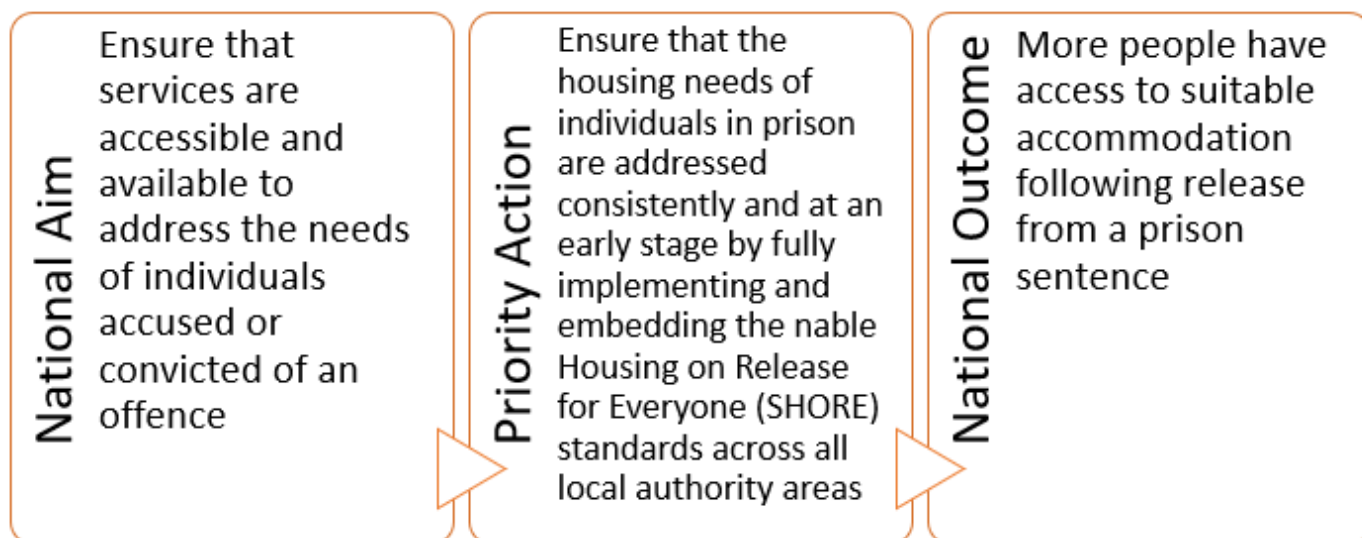 National Aim
Ensure that
services are
accessible and
available to
address the needs
of individuals
accused or
convicted of an
offence
Priority Action
Ensure that the
housing needs of
individuals in prison
are addressed
consistently and at an
early stage by fully
implementing and
embedding the nable
Housing on Release
for Everyone (SHORE)
standards across all
local authority areas
National Outcome
More people have
access to suitable
accommodation
following release
from a prison
sentence